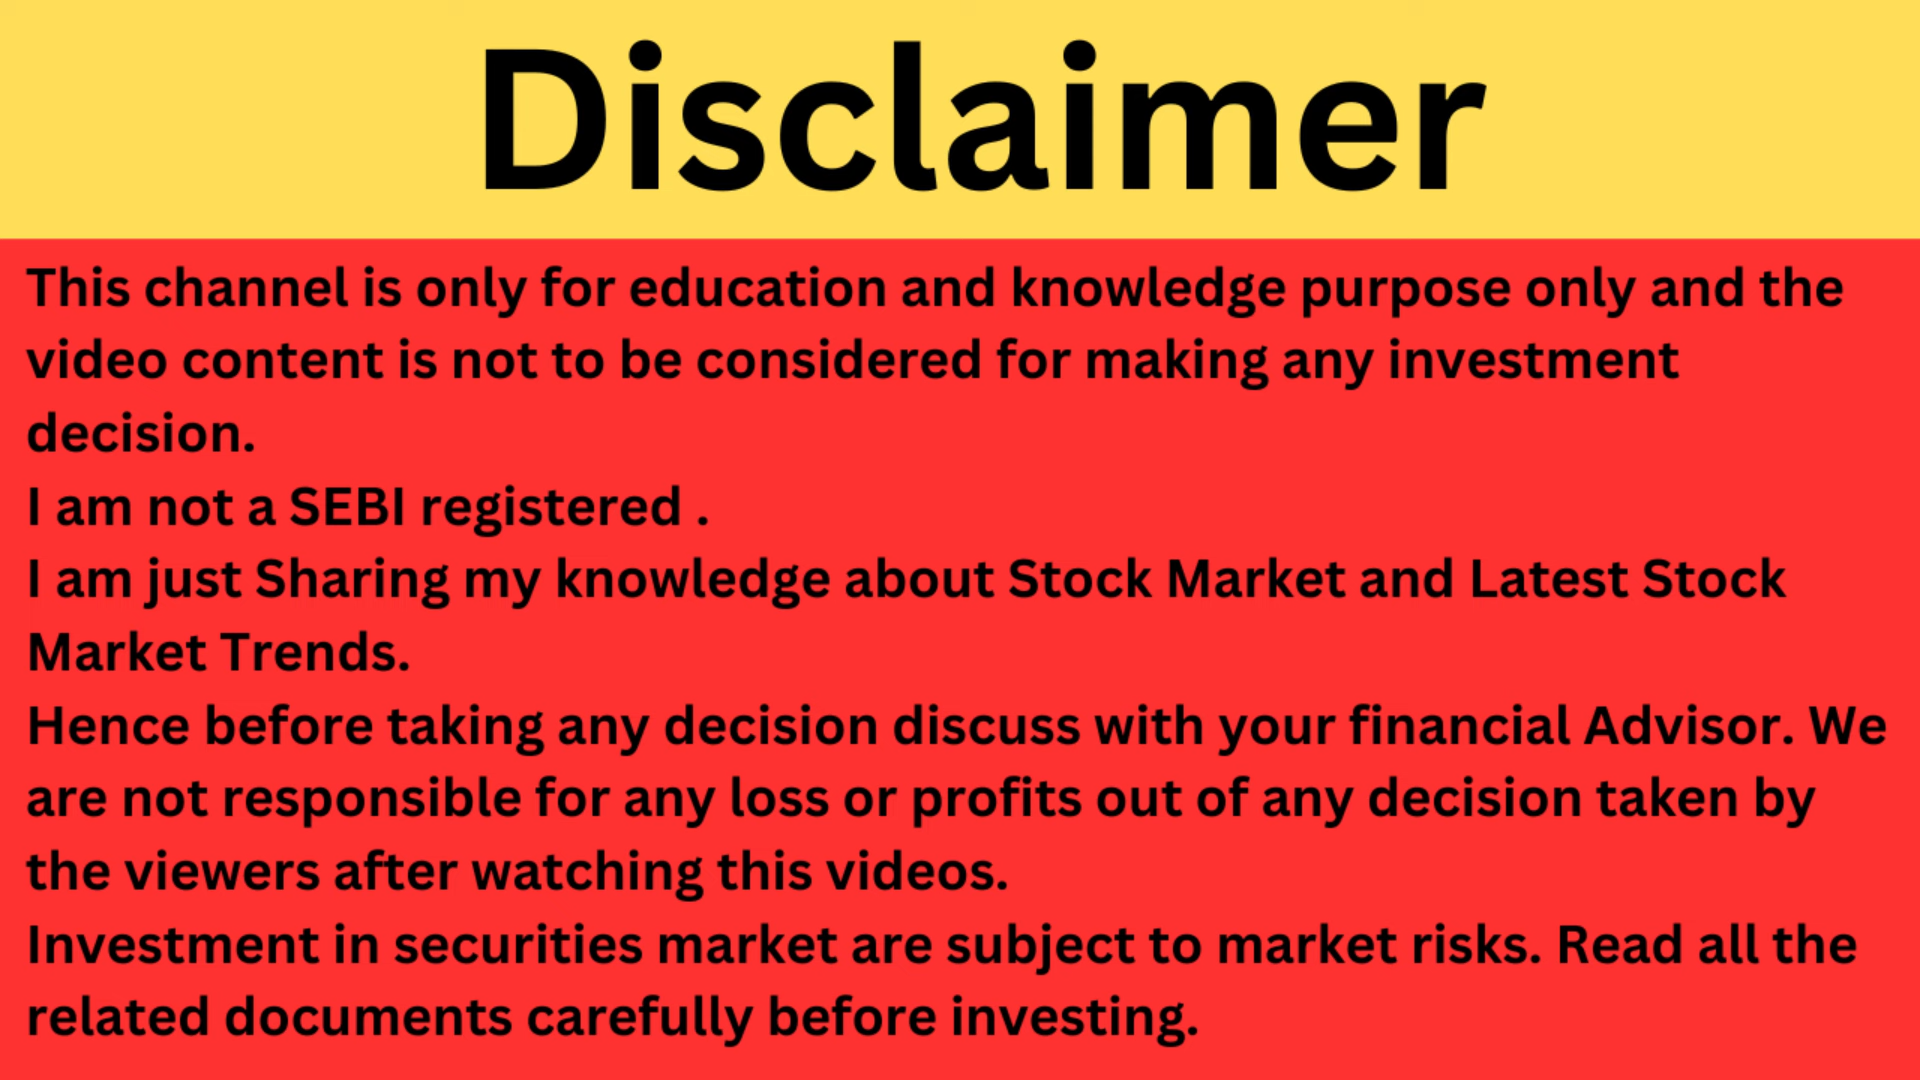 Disclaimer
This channel is only for education and knowledge purpose only and the
video content is not to be considered for making any investment
decision.
I am not a SEBI registered .
I am just Sharing my knowledge about Stock Market and Latest Stock
Market Trends.
Hence before taking any decision discuss with your financial Advisor. We
are not responsible for any loss or profits out of any decision taken by
the viewers after watching this videos.
Investment in securities market are subject to market risks. Read all the
related documents carefully before investing.